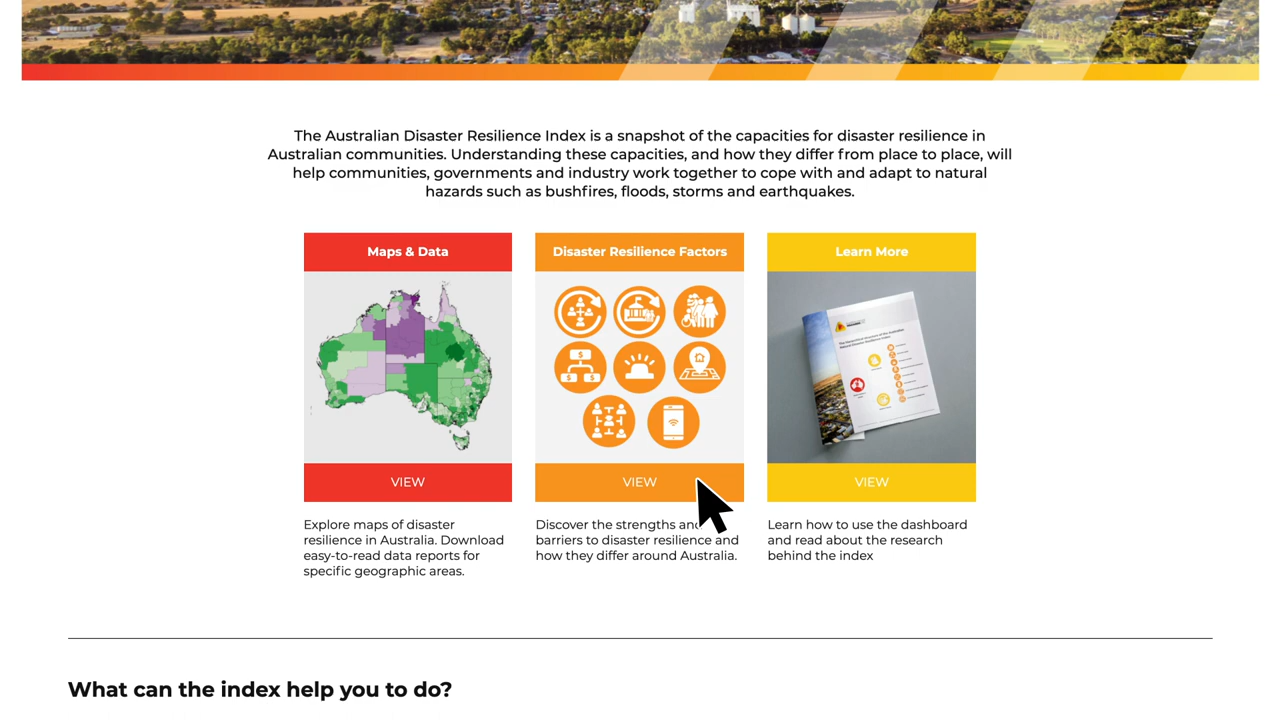 The Australian Disaster Resilience Index is a snapshot of the capacities for disaster resilience in
Australian communities. Understanding these capacities, and how they differ from place to place, will
help communities, governments and industry work together to cope with and adapt to natural
hazards such as bushfires, floods, storms and earthquakes.
Maps & Data
Disaster Resilience Factors
Learn More
VIEW
VIEW
VIEW
Explore maps of disaster
resilience in Australia. Download
easy-to-read data reports for
specific geographic areas.
Discover the strengths and
barriers to disaster resilience and
how they differ around Australia.
Learn how to use the dashboard
and read about the research
behind the index
What can the index help you to do?